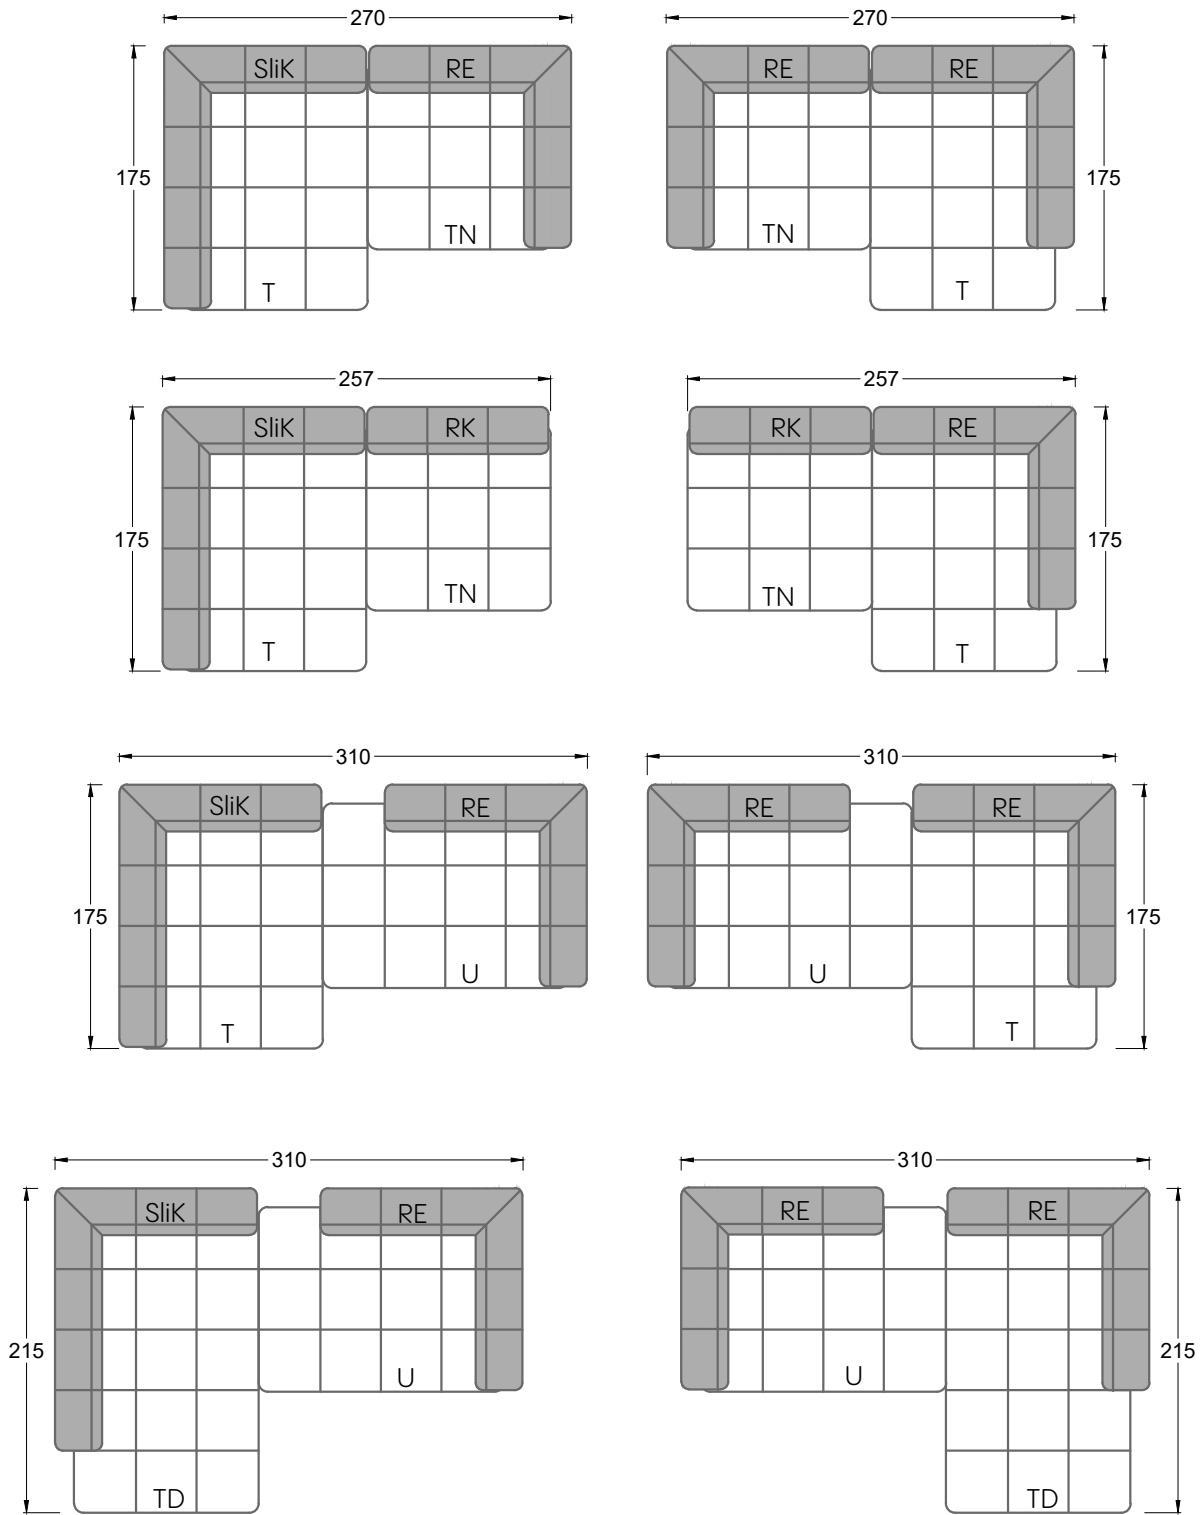 270 270
SliK RE RE RE
175 175
TN TN
T T
257 257
SliK RK RK RE
175 175
TN TN
T T
310 310
SliK RE RE RE
175 175
U U
T T
310 310
SliK RE RE RE
215 215
U U
TD TD